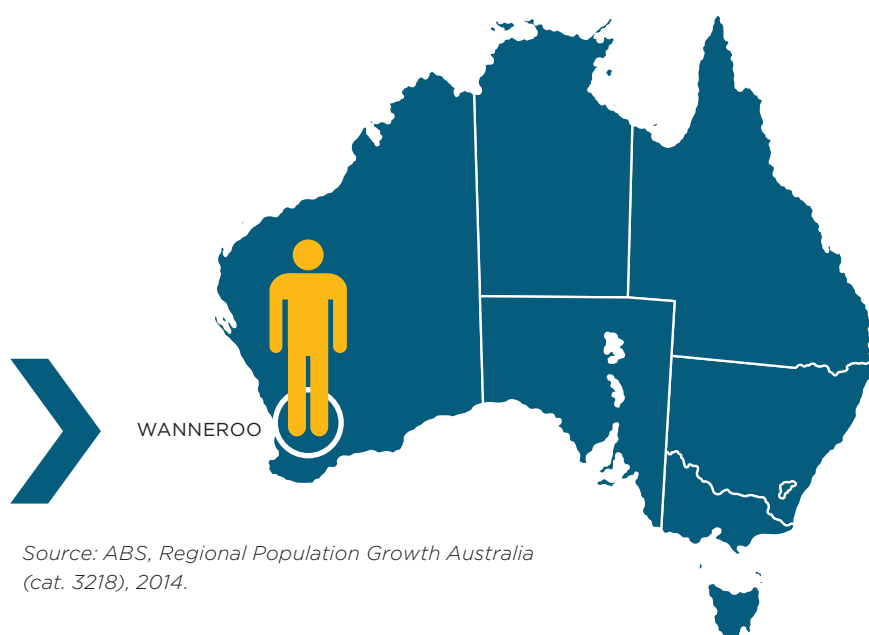 WANNEROO
Source: ABS, Regional Population Growth Australia
(cat. 3218), 2014.